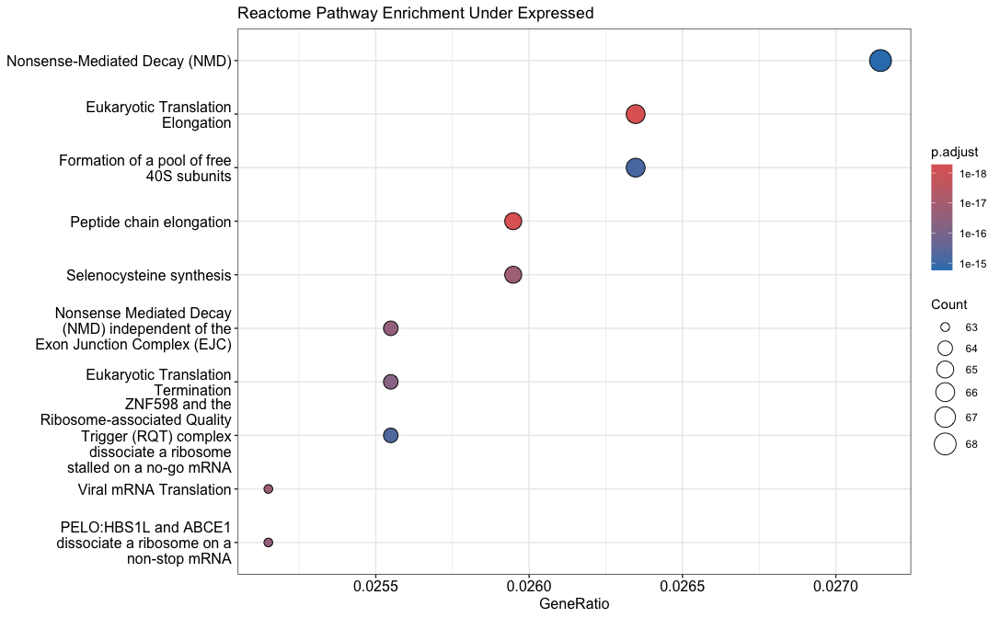 Reactome Pathway Enrichment Under Expressed
Nonsense-Mediated Decay (NMD)
Eukaryotic Translation
Elongation
Formation of a pool of free
40S subunits
Peptide chain elongation
Selenocysteine synthesis
Nonsense Mediated Decay
(NMD) independent of the
Exon Junction Complex (EJC)
Eukaryotic Translation
Termination
ZNF598 and the
Ribosome-associated Quality
Trigger (RQT) complex
dissociate a ribosome
stalled on a no-go mRNA
Viral mRNA Translation
PELO:HBS1L and ABCE1
dissociate a ribosome on a
non-stop mRNA
0.0255 0.0260 0.0265 0.0270
GeneRatio
p.adjust
1e-18
1e-17
1e-16
1e-15
Count
63
64
65
66
67
68